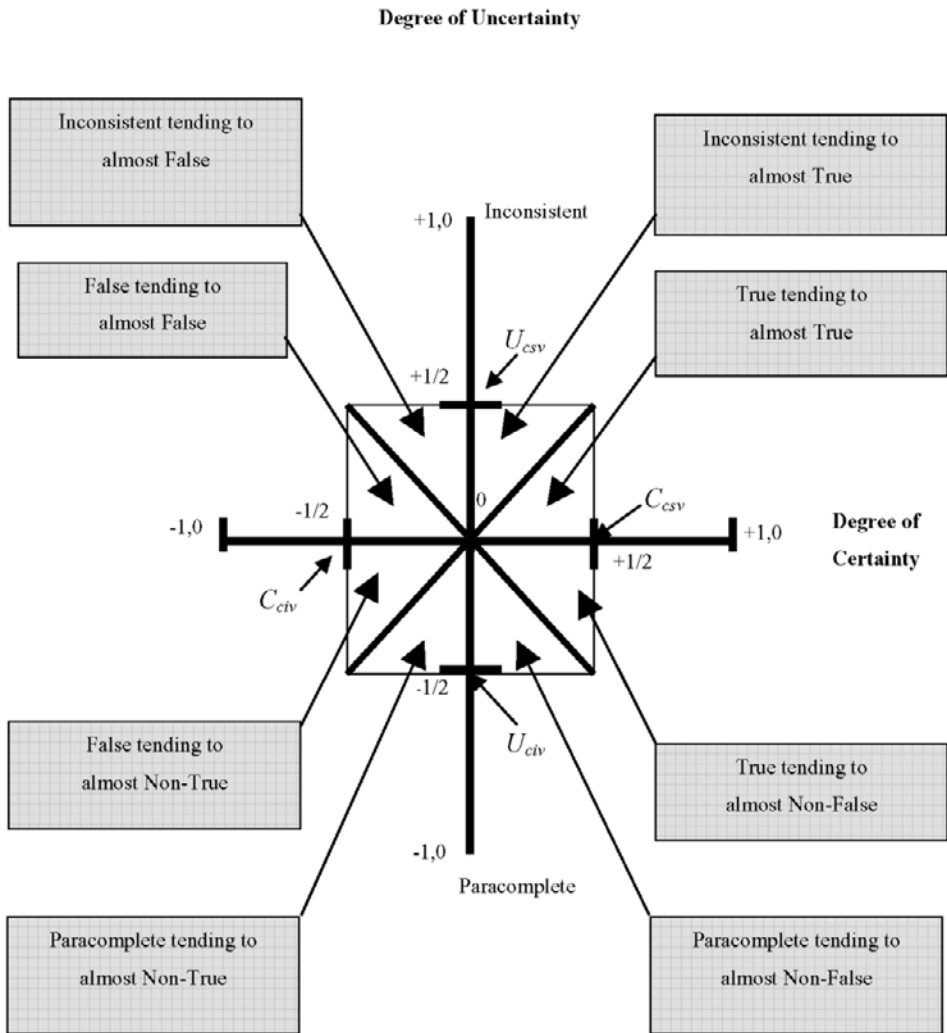 Degree of Uncertainty
Inconsistent tending to
almost False
Inconsistent tending to
almost True
+1,0
Inconsistent
False tending to
almost False
True tending to
almost True
U_csv
+1/2
0
-1,0
-1/2
C_csv
+1,0
Degree of
Certainty
+1/2
C_civ
-1/2
U_civ
False tending to
almost Non-True
True tending to
almost Non-False
-1,0
Paracomplete
Paracomplete tending to
almost Non-True
Paracomplete tending to
almost Non-False